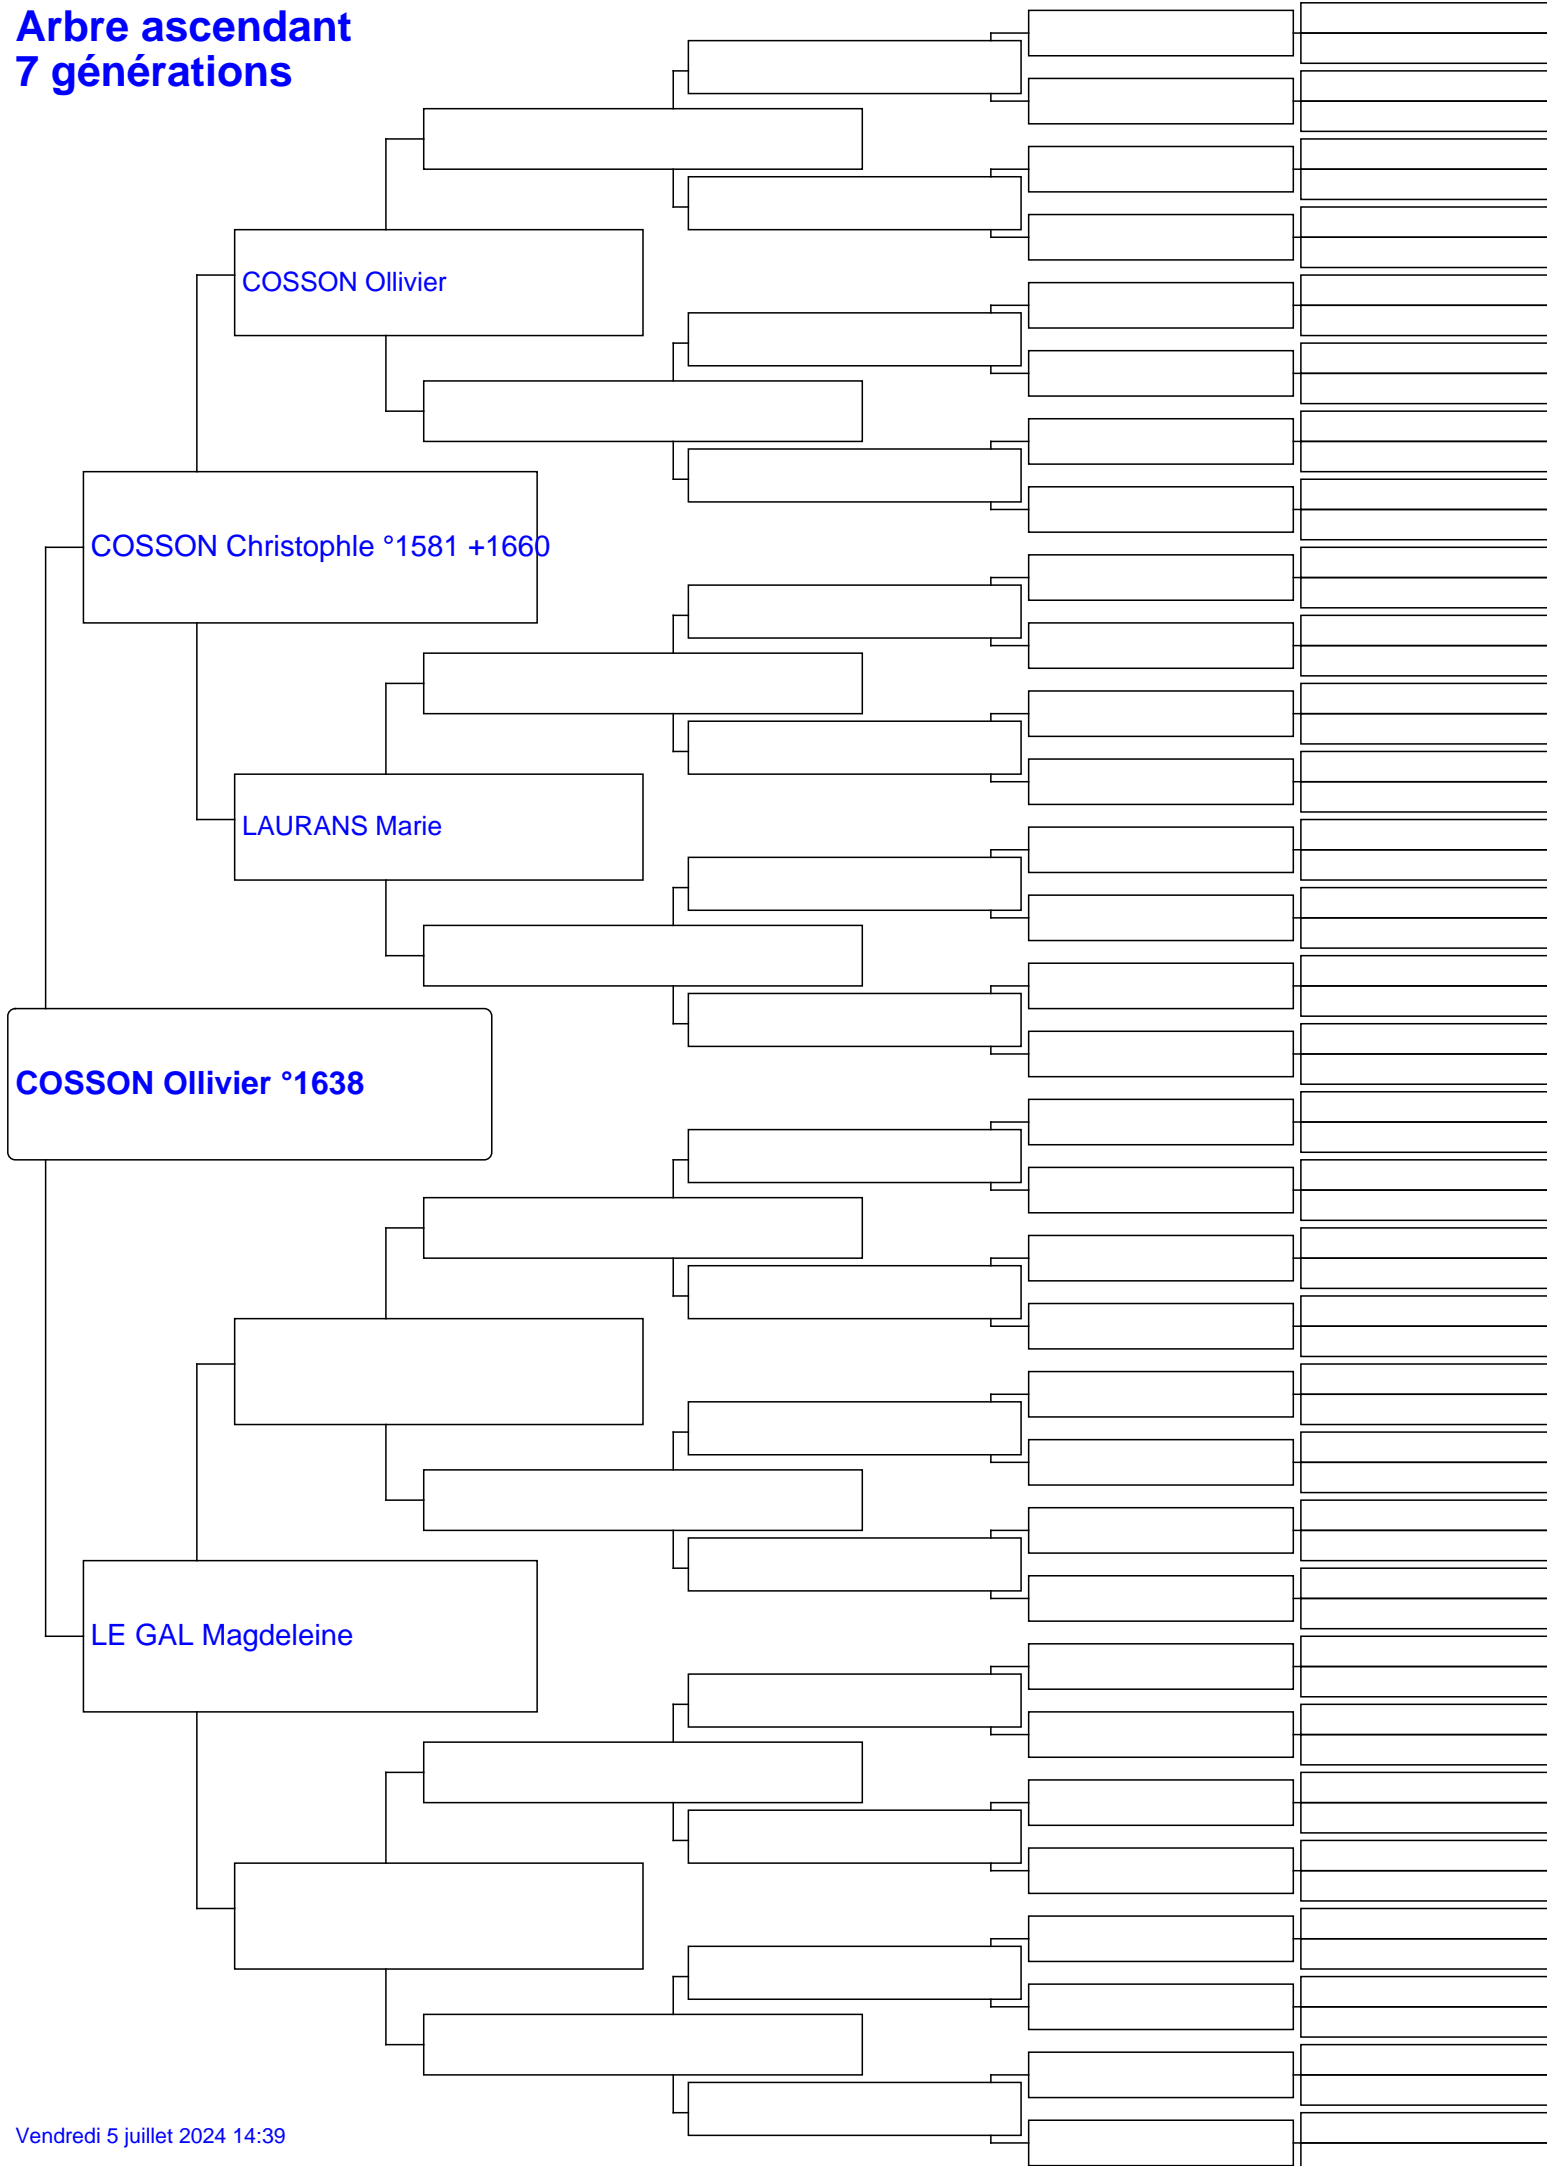 Arbre ascendant
7 générations
COSSON Ollivier
COSSON Christophle °1581 +1660
LAURANS Marie
COSSON Ollivier °1638
LE GAL Magdeleine
Vendredi 5 juillet 2024 14:39